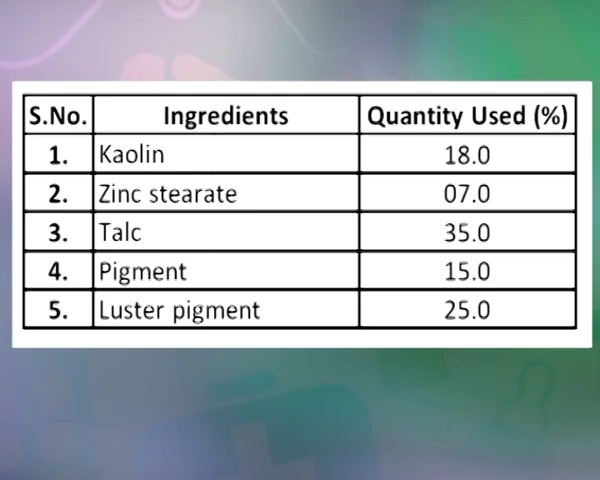 S.No. Ingredients Quantity Used (%)
1. Kaolin 18.0
2. Zinc stearate 07.0
3. Talc 35.0
4. Pigment 15.0
5. Luster pigment 25.0